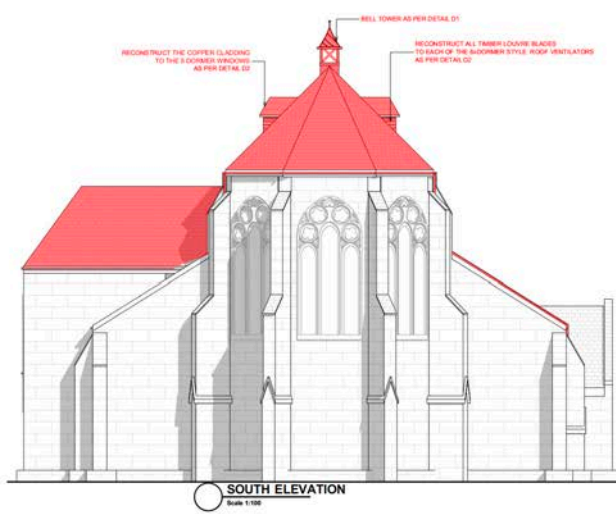 BELL TOWER AS PER DETAIL D1
RECONSTRUCT THE COPPER CLADDING
TO THE 8 DORMER WINDOWS
AS PER DETAIL D2
RECONSTRUCT ALL TIMBER LOUVRE BLADES
TO EACH OF THE DORMER STYLE ROOF VENTILATORS
AS PER DETAIL D2
SOUTH ELEVATION
Scale 1:100